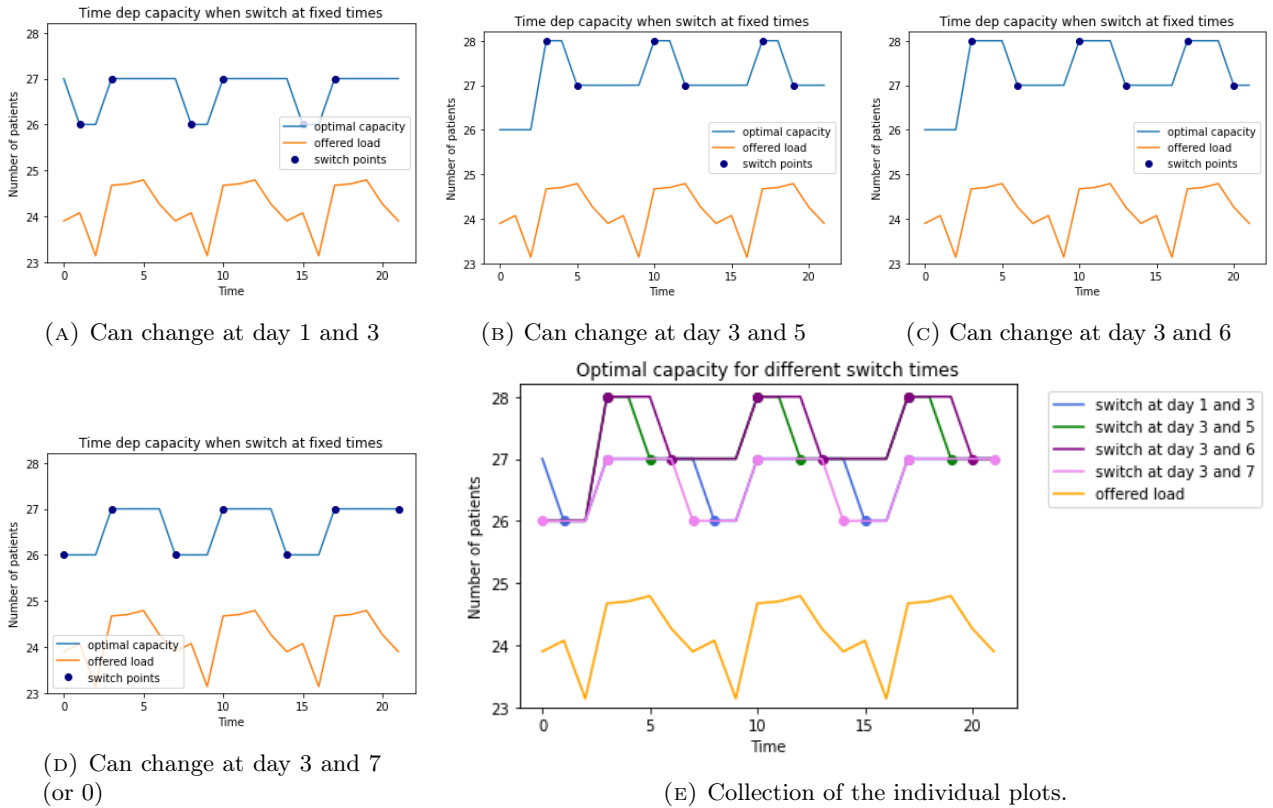 Time dep capacity when switch at fixed times
28
27
26
25
24
23
Number of patients
0
5
10
15
20
Time
optimal capacity
offered load
switch points
(A) Can change at day 1 and 3
Time dep capacity when switch at fixed times
28
27
26
25
24
23
Number of patients
0
5
10
15
20
Time
optimal capacity
offered load
switch points
(B) Can change at day 3 and 5
Time dep capacity when switch at fixed times
28
27
26
25
24
23
Number of patients
0
5
10
15
20
Time
optimal capacity
offered load
switch points
(C) Can change at day 3 and 6
Time dep capacity when switch at fixed times
28
27
26
25
24
23
Number of patients
0
5
10
15
20
Time
optimal capacity
offered load
switch points
(D) Can change at day 3 and 7
(or 0)
Optimal capacity for different switch times
28
27
26
25
24
23
Number of patients
0
5
10
15
20
Time
switch at day 1 and 3
switch at day 3 and 5
switch at day 3 and 6
switch at day 3 and 7
offered load
(E) Collection of the individual plots.